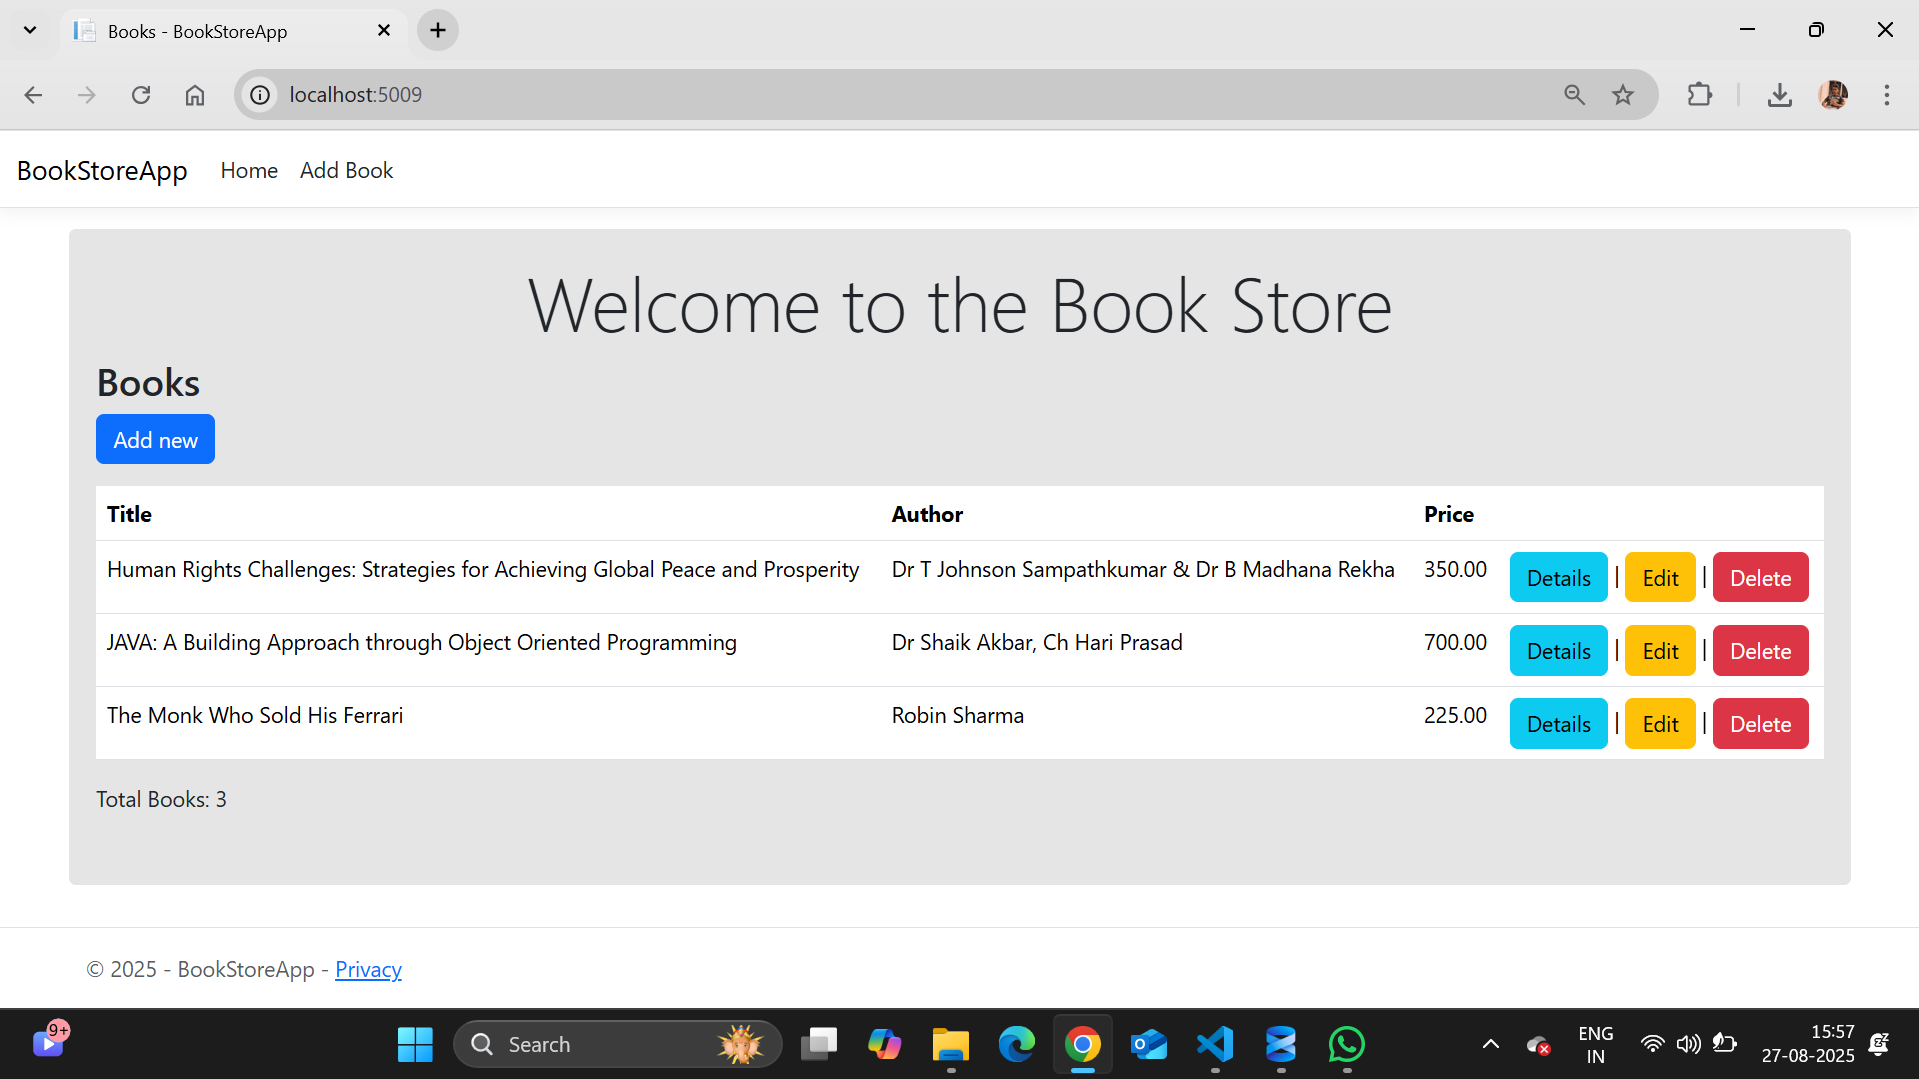 Books - BookStoreApp
localhost:5009
BookStoreApp Home Add Book
Welcome to the Book Store
Books
Add new
Title Author Price
Human Rights Challenges: Strategies for Achieving Global Peace and Prosperity Dr T Johnson Sampathkumar & Dr B Madhana Rekha 350.00 Details | Edit | Delete
JAVA: A Building Approach through Object Oriented Programming Dr Shaik Akbar, Ch Hari Prasad 700.00 Details | Edit | Delete
The Monk Who Sold His Ferrari Robin Sharma 225.00 Details | Edit | Delete
Total Books: 3
© 2025 - BookStoreApp - Privacy
9+
Search
ENG
IN
15:57
27-08-2025